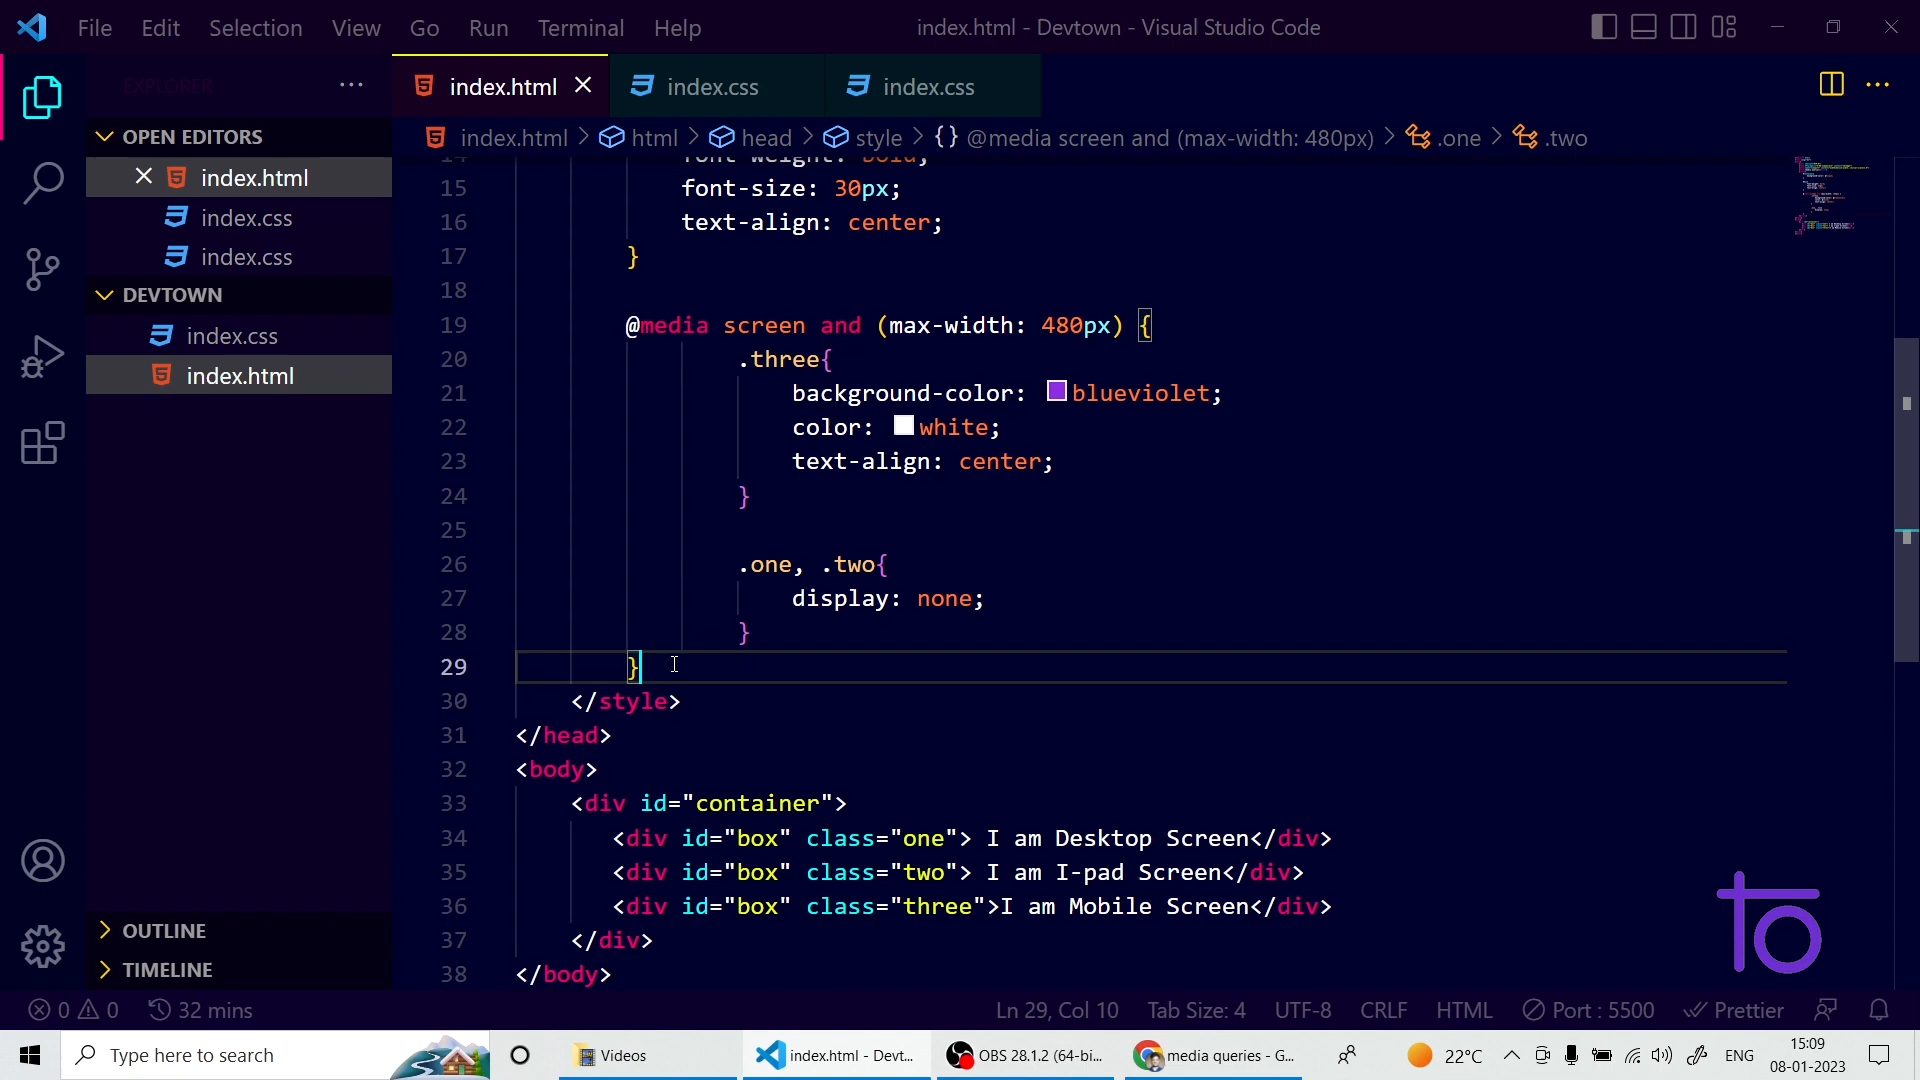 File Edit Selection View Go Run Terminal Help
index.html - Devtown - Visual Studio Code
EXPLORER
index.html
index.css
index.css
OPEN EDITORS
index.html
index.css
index.css
DEVTOWN
index.css
index.html
OUTLINE
TIMELINE
index.html > html > head > style > {} @media screen and (max-width: 480px) > .one > .two
14 font-weight: bold;
15 font-size: 30px;
16 text-align: center;
17 }
18
19 @media screen and (max-width: 480px) {
20 .three{
21 background-color: blueviolet;
22 color: white;
23 text-align: center;
24 }
25
26 .one, .two{
27 display: none;
28 }
29 }
30 </style>
31 </head>
32 <body>
33 <div id="container">
34 <div id="box" class="one"> I am Desktop Screen</div>
35 <div id="box" class="two"> I am I-pad Screen</div>
36 <div id="box" class="three">I am Mobile Screen</div>
37 </div>
38 </body>
0 0 32 mins Ln 29, Col 10 Tab Size: 4 UTF-8 CRLF HTML Port : 5500 Prettier
Type here to search Videos index.html - Devt... OBS 28.1.2 (64-bi... media queries - G... 22°C ENG 15:09
08-01-2023